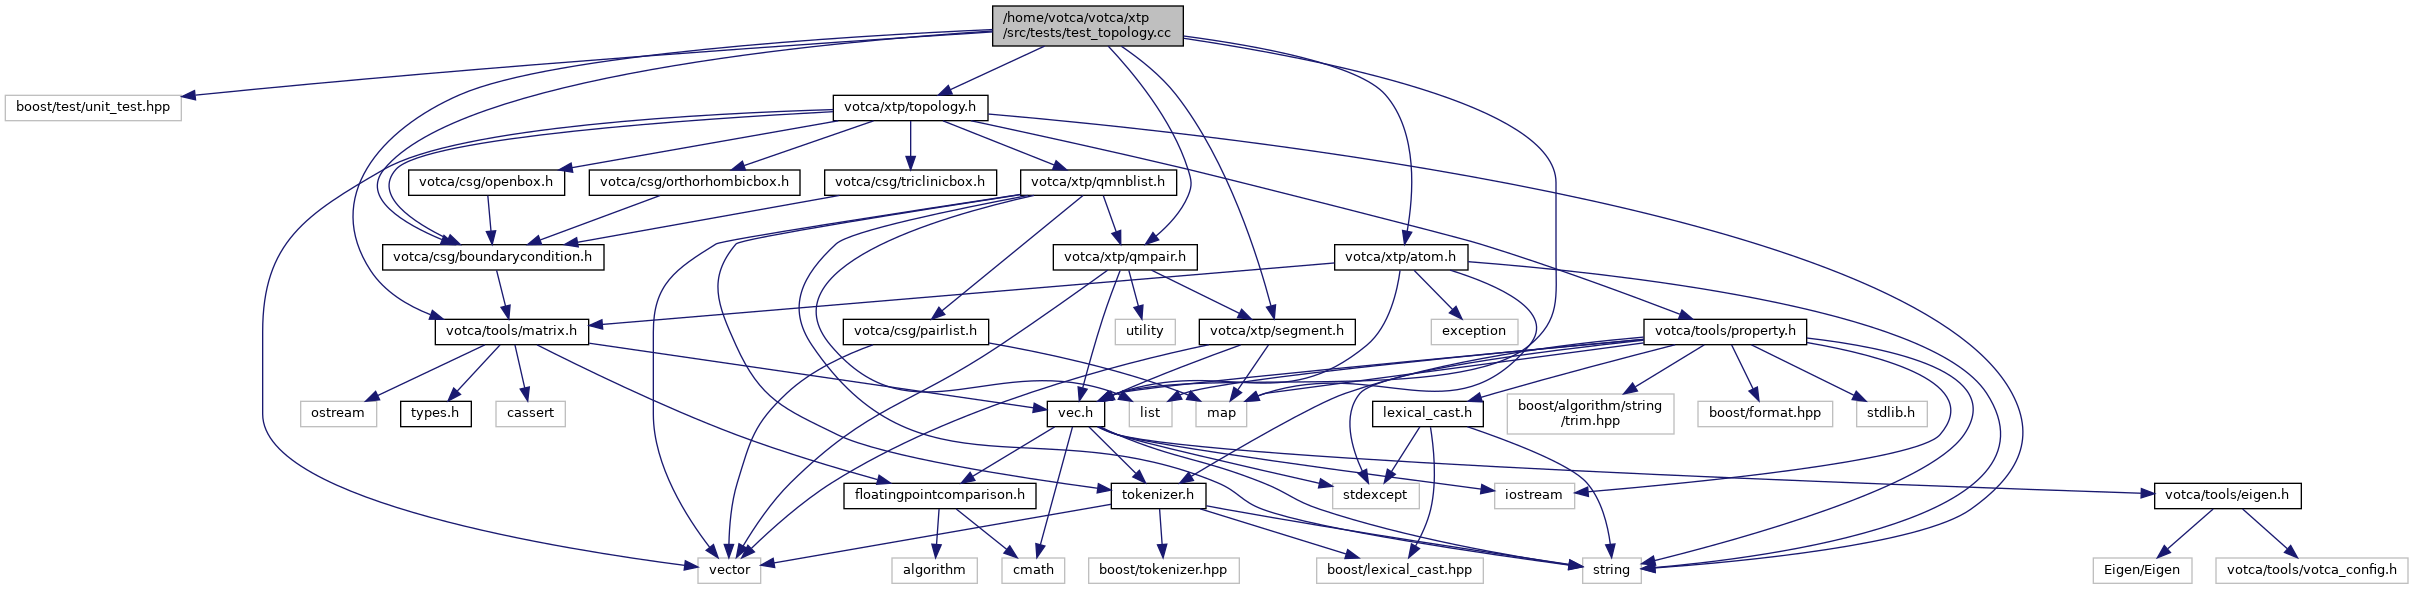 /home/votca/votca/xtp
/src/tests/test_topology.cc
boost/test/unit_test.hpp
votca/xtp/topology.h
votca/csg/openbox.h
votca/csg/orthorhombicbox.h
votca/csg/triclinicbox.h
votca/xtp/qmnblist.h
votca/csg/boundarycondition.h
votca/xtp/qmpair.h
votca/xtp/atom.h
votca/tools/matrix.h
votca/csg/pairlist.h
utility
votca/xtp/segment.h
exception
votca/tools/property.h
ostream
types.h
cassert
vec.h
list
map
lexical_cast.h
boost/algorithm/string
/trim.hpp
boost/format.hpp
stdlib.h
floatingpointcomparison.h
tokenizer.h
stdexcept
iostream
votca/tools/eigen.h
vector
algorithm
cmath
boost/tokenizer.hpp
boost/lexical_cast.hpp
string
Eigen/Eigen
votca/tools/votca_config.h